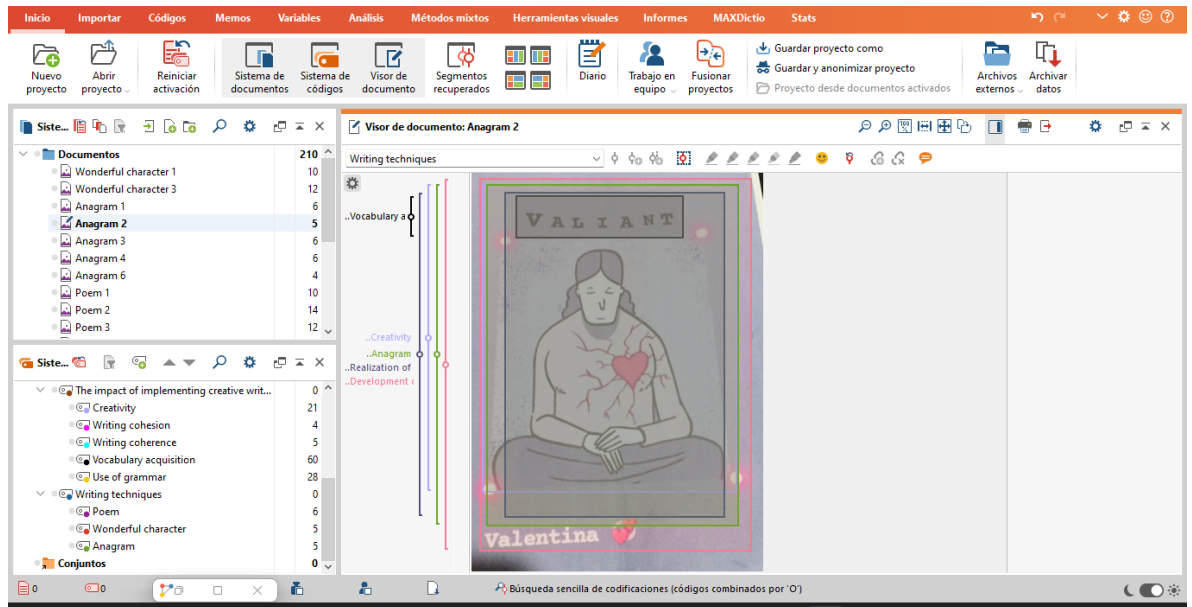 Inicio Importar Códigos Memos Variables Análisis Métodos mixtos Herramientas visuales Informes MAXDictio Stats
Nuevo proyecto
Abrir proyecto
Reiniciar activación
Sistema de documentos
Sistema de códigos
Visor de documento
Segmentos recuperados
Diario
Trabajo en equipo
Fusionar proyectos
Guardar proyecto como
Guardar y anonimizar proyecto
Proyecto desde documentos activados
Archivos externos
Archivar datos
Siste...
Documentos 210
Wonderful character 1 10
Wonderful character 3 12
Anagram 1 6
Anagram 2 5
Anagram 3 6
Anagram 4 6
Anagram 6 4
Poem 1 10
Poem 2 14
Poem 3 12
Siste...
The impact of implementing creative writ... 0
Creativity 21
Writing cohesion 4
Writing coherence 5
Vocabulary acquisition 60
Use of grammar 28
Writing techniques 0
Poem 6
Wonderful character 5
Anagram 5
Conjuntos 0
Visor de documento: Anagram 2
Writing techniques
..Vocabulary a
..Creativity
..Anagram
..Realization of
..Development
VALIANT
Valentina
0 0 Búsqueda sencilla de codificaciones (códigos combinados por 'O')